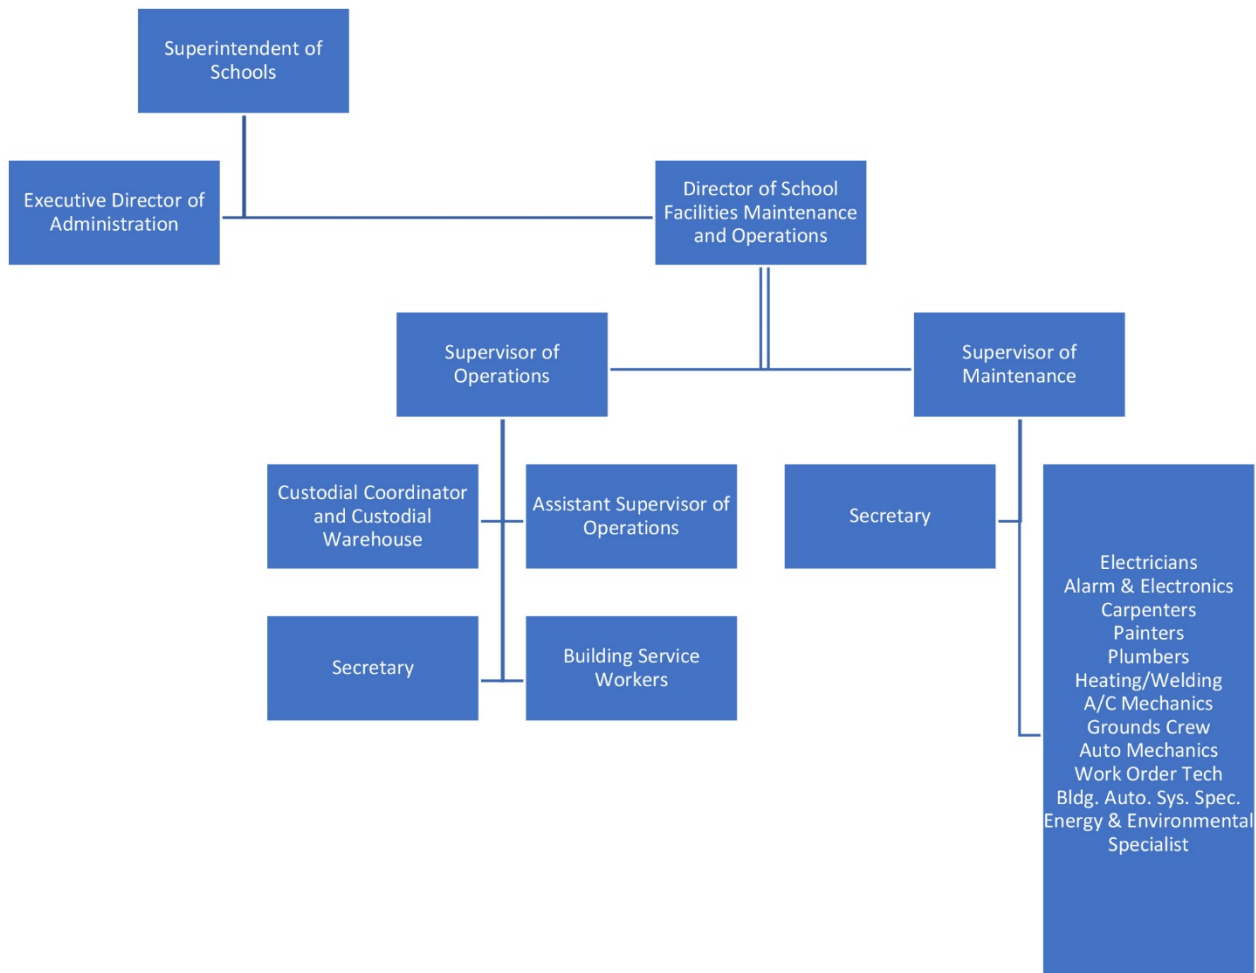 Superintendent of
Schools
Executive Director of
Administration
Director of School
Facilities Maintenance
and Operations
Supervisor of
Operations
Supervisor of
Maintenance
Custodial Coordinator
and Custodial
Warehouse
Assistant Supervisor of
Operations
Secretary
Building Service
Workers
Secretary
Electricians
Alarm & Electronics
Carpenters
Painters
Plumbers
Heating/Welding
A/C Mechanics
Grounds Crew
Auto Mechanics
Work Order Tech
Bldg. Auto. Sys. Spec.
Energy & Environmental
Specialist